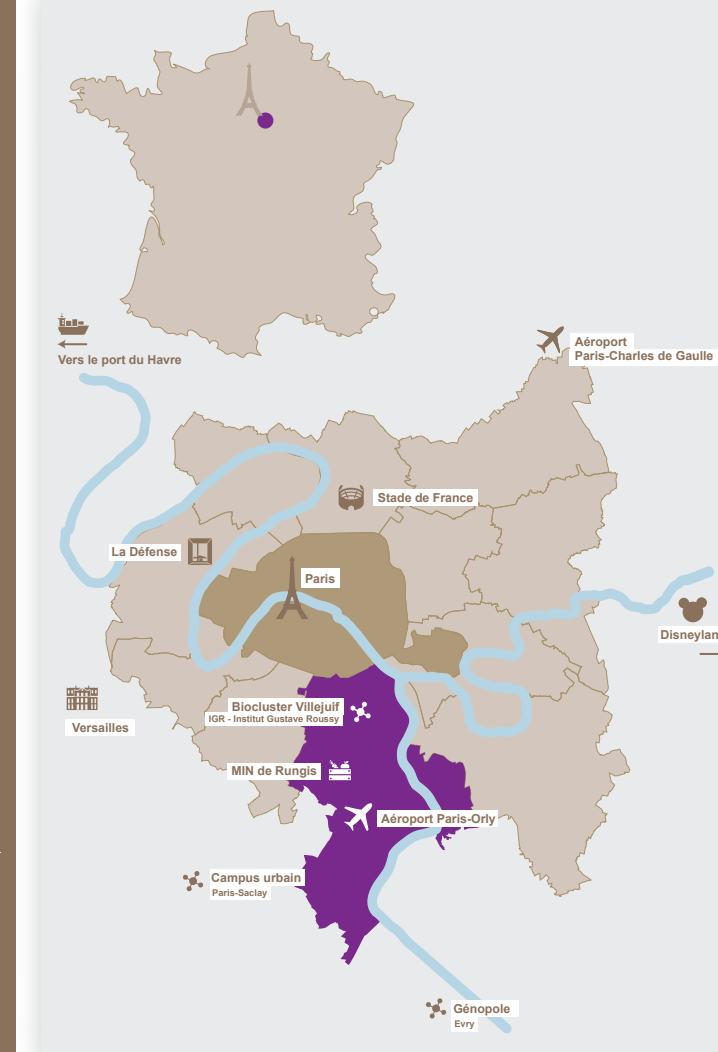 Vers le port du Havre
Aéroport
Paris-Charles de Gaulle
Stade de France
La Défense
Paris
Disneylan
Versailles
Biocluster Villejuif
IGR - Institut Gustave Roussy
MIN de Rungis
Aéroport Paris-Orly
Campus urbain
Paris-Saclay
Génopole
Evry